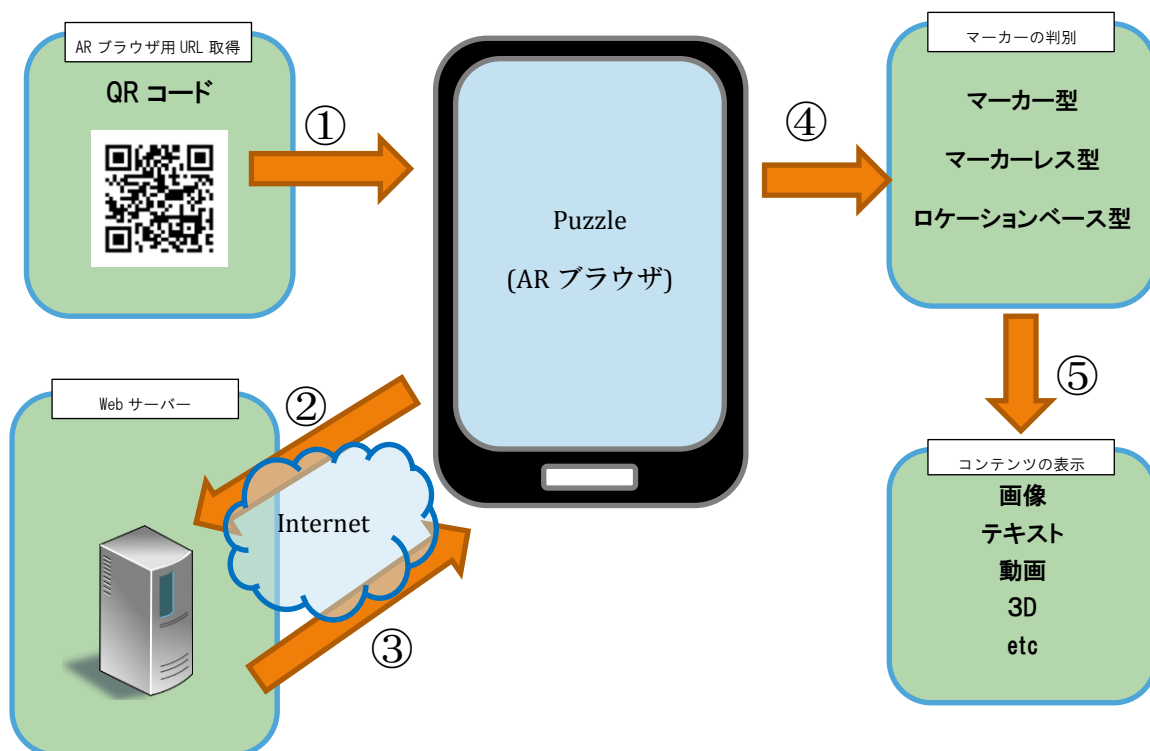 AR ブラウザ用 URL 取得
QR コード
①
Puzzle
(AR ブラウザ)
④
マーカーの判別
マーカー型
マーカーレス型
ロケーションベース型
Web サーバー
②
Internet
③
⑤
コンテンツの表示
画像
テキスト
動画
3D
etc